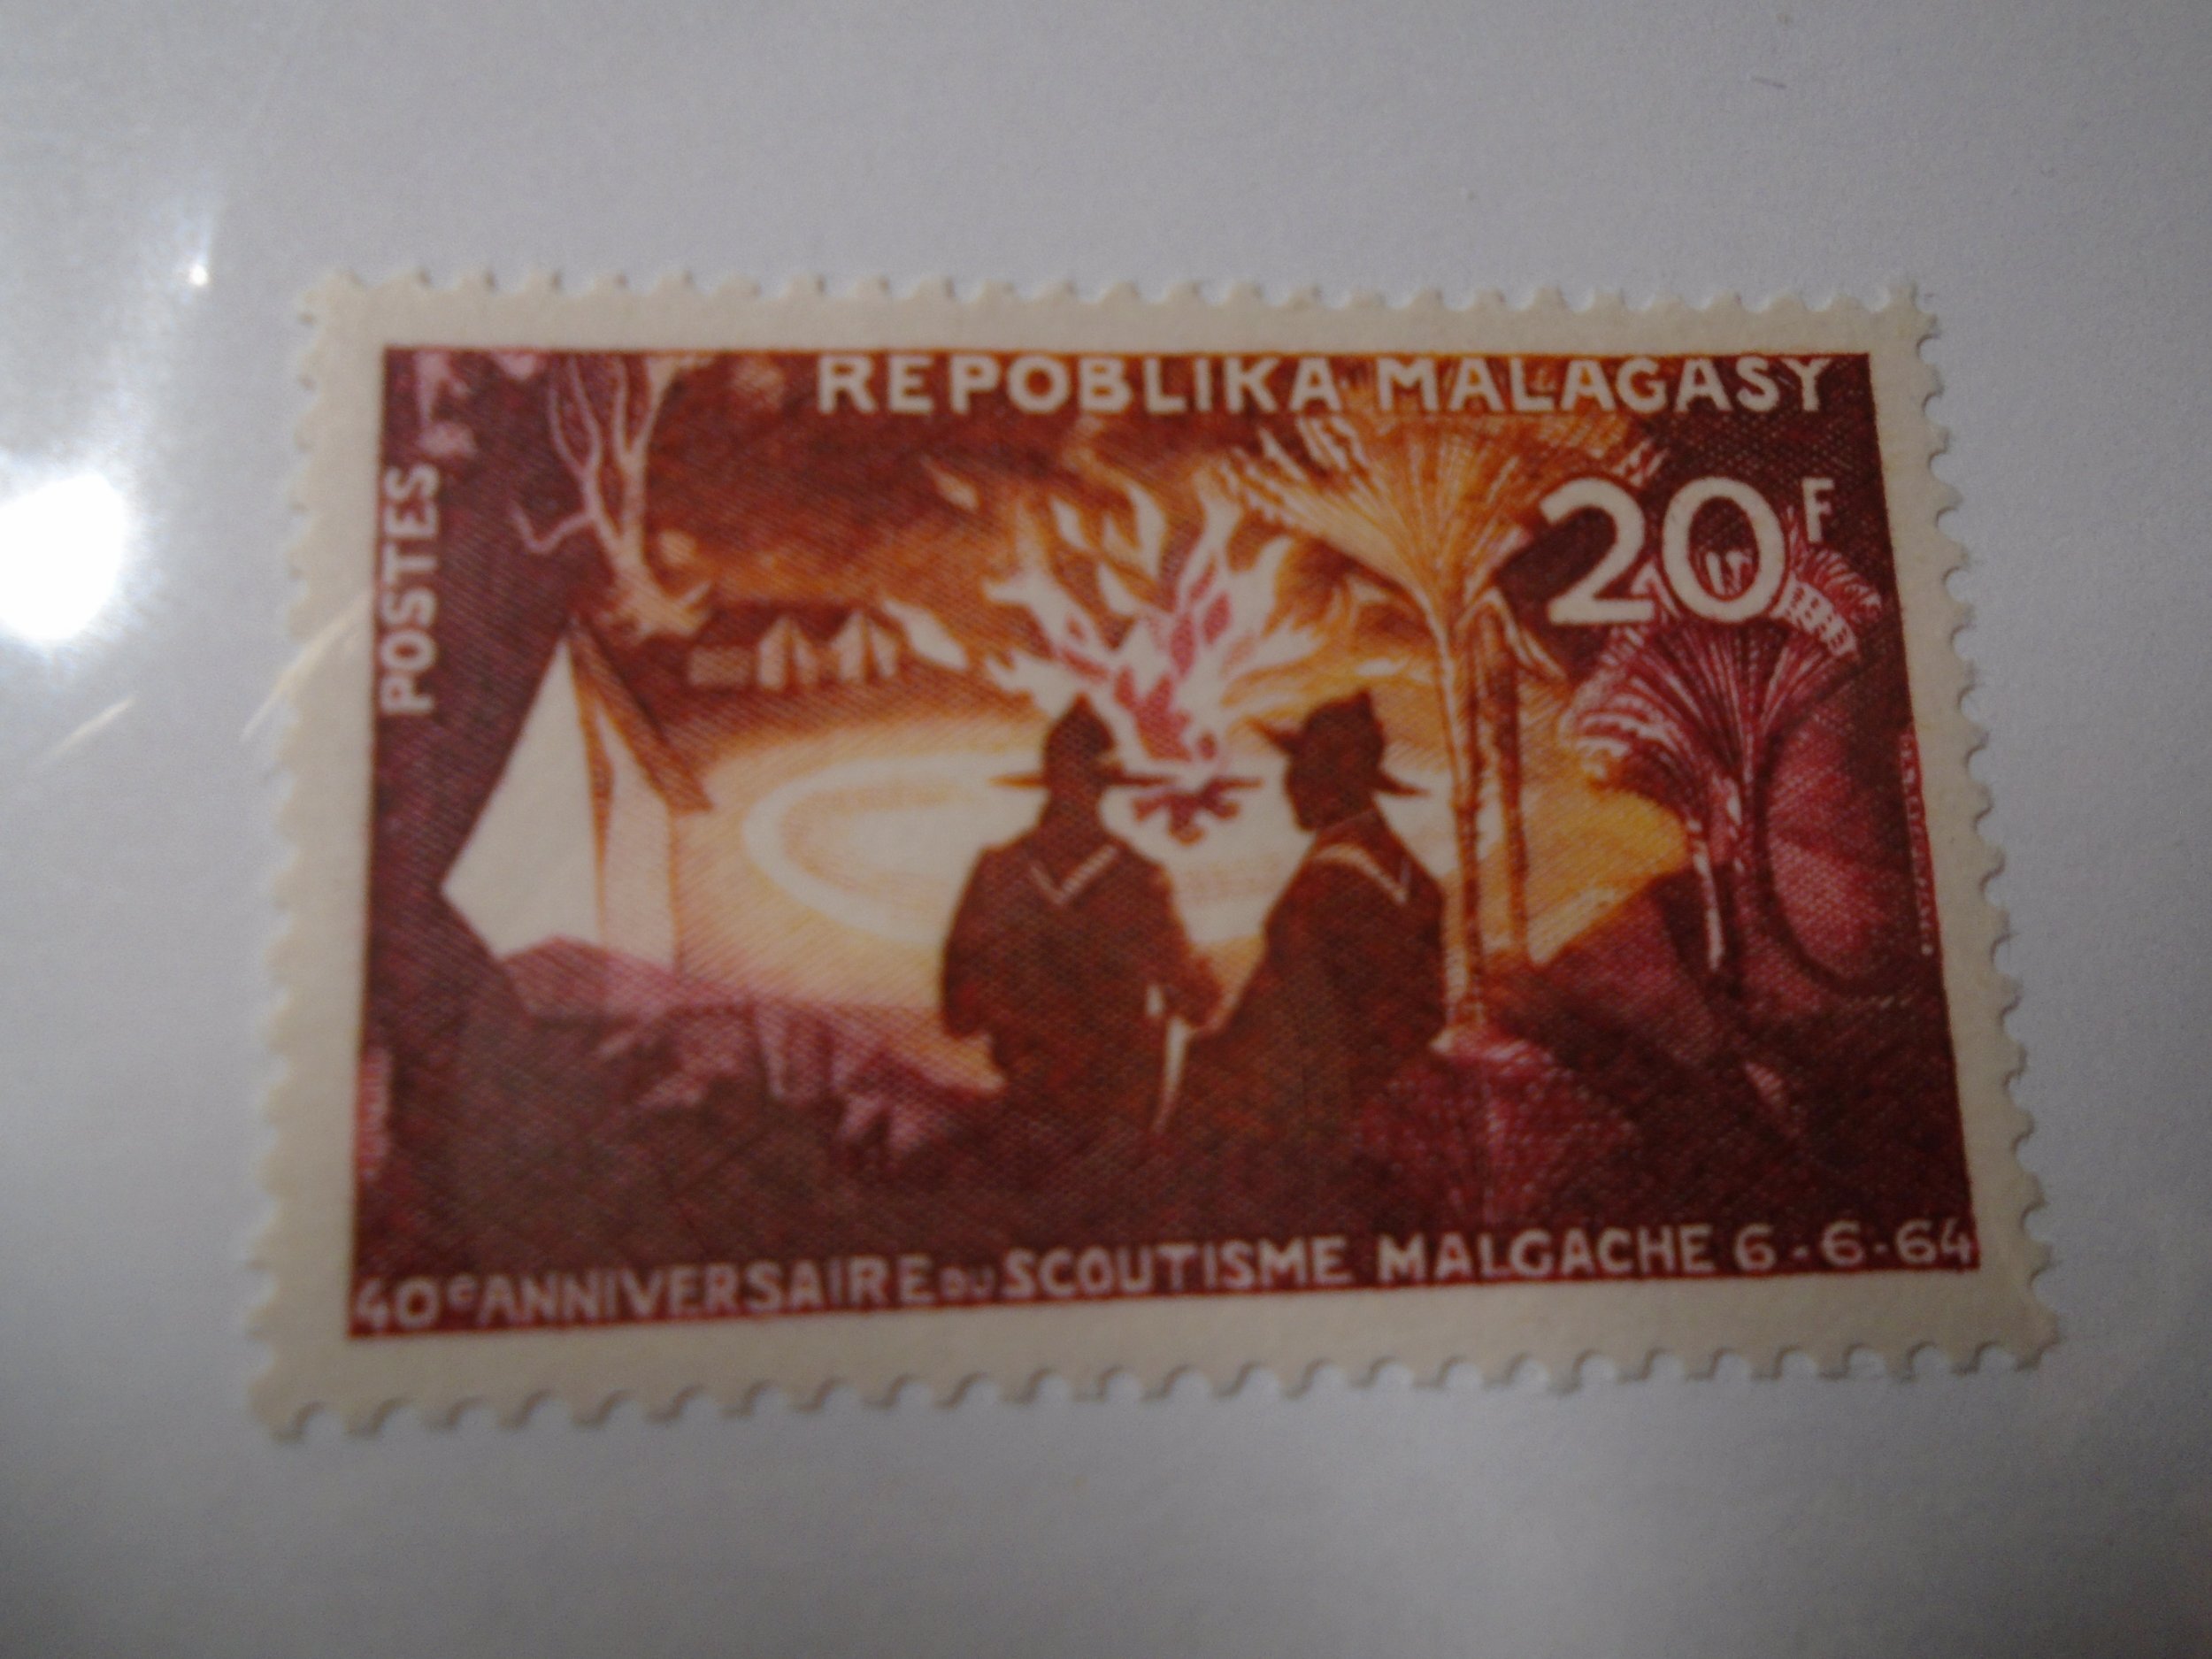 REPOBLIKA MALAGASY
20F
POSTES
40e ANNIVERSAIRE DU SCOUTISME MALGACHE 6-6-64